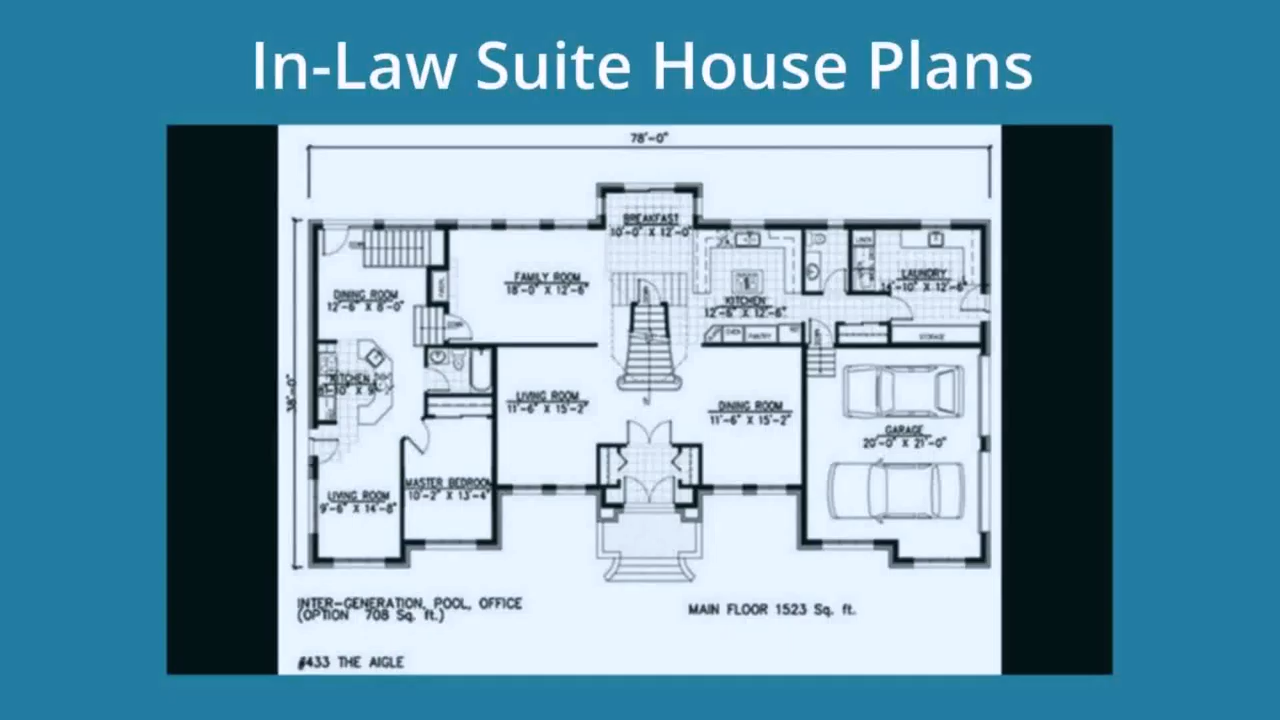 In-Law Suite House Plans
78'-0"
BREAKFAST
10'-0" X 12'-0"
FAMILY ROOM
18'-0" X 12'-6"
LAUNDRY
DINING ROOM
12'-6" X 8'-0"
KITCHEN
12'-6" X 12'-6"
OVEN
PANTRY
STORAGE
38'-0"
KITCHEN
LIVING ROOM
11'-6" X 15'-2"
DINING ROOM
11'-6" X 15'-2"
GARAGE
20'-0" X 21'-0"
MASTER BEDROOM
10'-2" X 13'-4"
LIVING ROOM
9'-6" X 14'-8"
INTER-GENERATION, POOL, OFFICE
(OPTION 708 Sq. ft.)
MAIN FLOOR 1523 Sq. ft.
#433 THE AIGLE